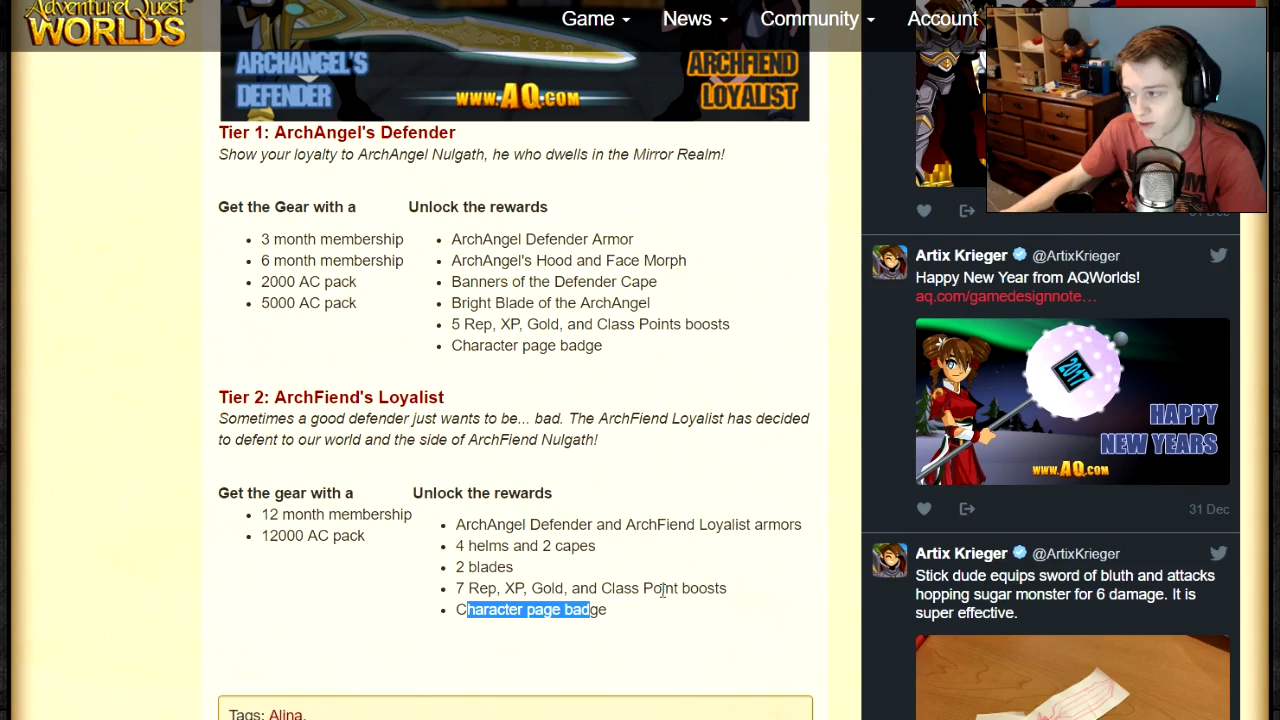 AdventureQuest
WORLDS
Game
News
Community
Account
ARCHANGEL'S
DEFENDER
WWW.AQ.COM
ARCHFIEND
LOYALIST
Tier 1: ArchAngel's Defender
Show your loyalty to ArchAngel Nulgath, he who dwells in the Mirror Realm!
Get the Gear with a
3 month membership
6 month membership
2000 AC pack
5000 AC pack
Unlock the rewards
ArchAngel Defender Armor
ArchAngel's Hood and Face Morph
Banners of the Defender Cape
Bright Blade of the ArchAngel
5 Rep, XP, Gold, and Class Points boosts
Character page badge
Tier 2: ArchFiend's Loyalist
Sometimes a good defender just wants to be... bad. The ArchFiend Loyalist has decided
to defent to our world and the side of ArchFiend Nulgath!
Get the gear with a
12 month membership
12000 AC pack
Unlock the rewards
ArchAngel Defender and ArchFiend Loyalist armors
4 helms and 2 capes
2 blades
7 Rep, XP, Gold, and Class Point boosts
Character page badge
Tags: Alina,
Artix Krieger @ArtixKrieger
Happy New Year from AQWorlds!
aq.com/gamedesignnote…
2017
HAPPY
NEW YEARS
WWW.AQ.COM
31 Dec
Artix Krieger @ArtixKrieger
Stick dude equips sword of bluth and attacks
hopping sugar monster for 6 damage. It is
super effective.